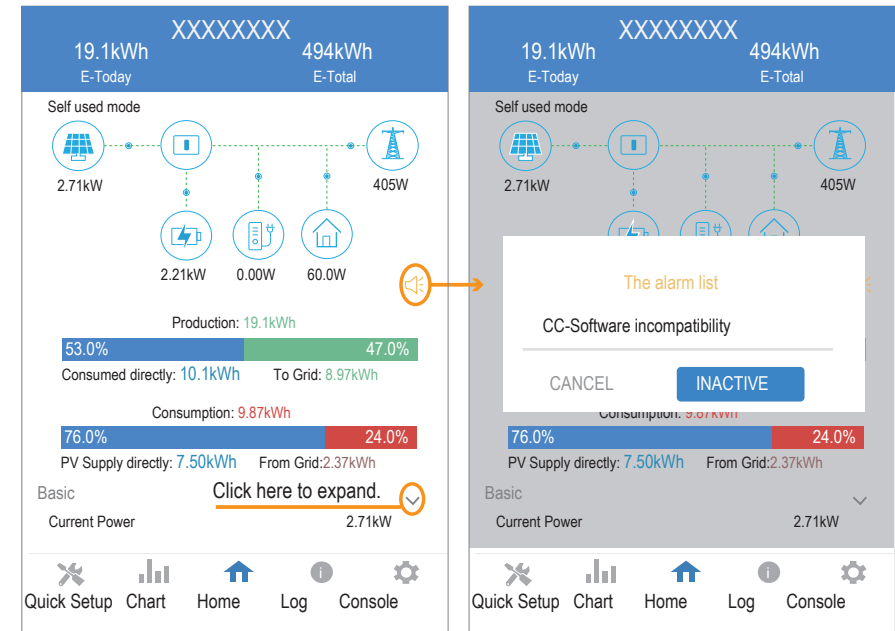 XXXXXXXX
19.1kWh 494kWh
E-Today E-Total
Self used mode
2.71kW 405W
2.21kW 0.00W 60.0W
Production: 19.1kWh
53.0% 47.0%
Consumed directly: 10.1kWh To Grid: 8.97kWh
Consumption: 9.87kWh
76.0% 24.0%
PV Supply directly: 7.50kWh From Grid:2.37kWh
Basic Click here to expand.
Current Power 2.71kW
Quick Setup Chart Home Log Console
XXXXXXXX
19.1kWh 494kWh
E-Today E-Total
Self used mode
2.71kW 405W
The alarm list
CC-Software incompatibility
CANCEL INACTIVE
Consumption: 9.87kWh
76.0% 24.0%
PV Supply directly: 7.50kWh From Grid:2.37kWh
Basic
Current Power 2.71kW
Quick Setup Chart Home Log Console